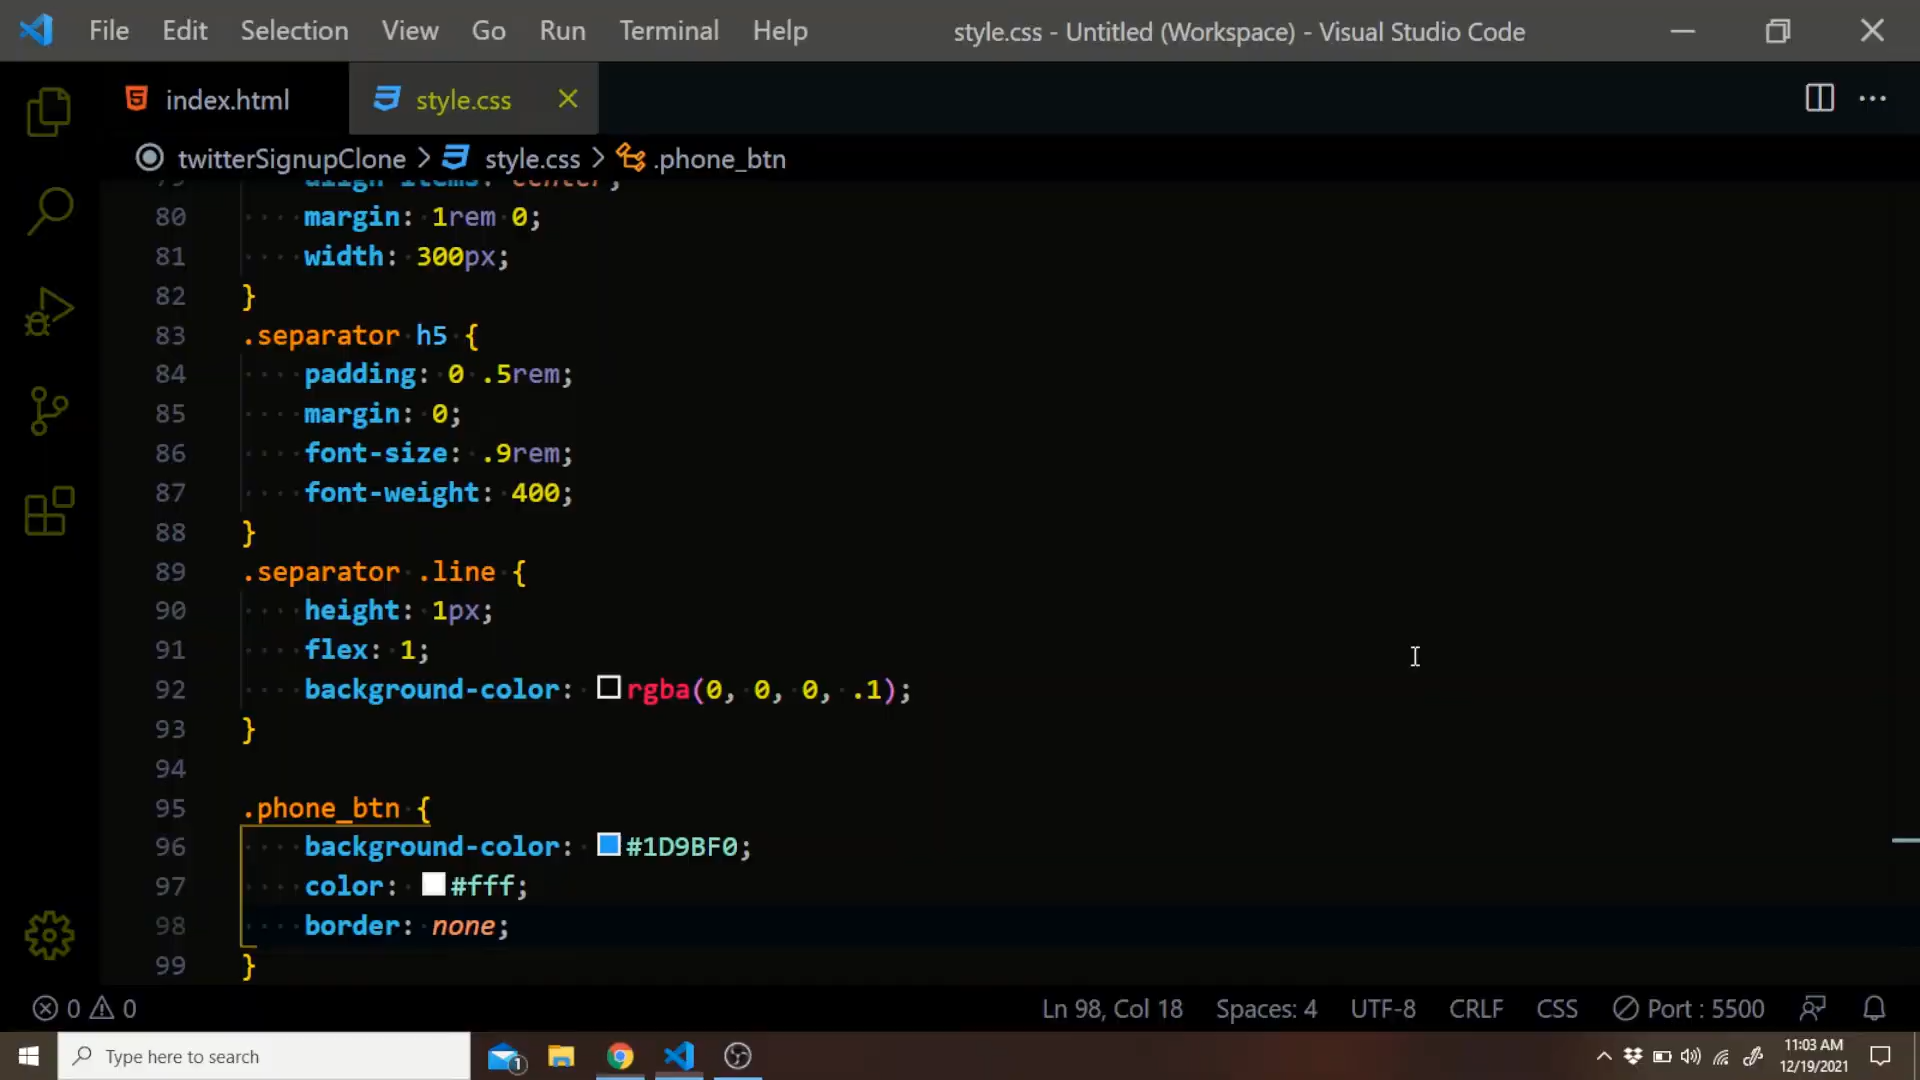 File Edit Selection View Go Run Terminal Help style.css - Untitled (Workspace) - Visual Studio Code
index.html style.css
twitterSignupClone > style.css > .phone_btn
79 align-items: center;
80 margin: 1rem 0;
81 width: 300px;
82 }
83 .separator h5 {
84 padding: 0 .5rem;
85 margin: 0;
86 font-size: .9rem;
87 font-weight: 400;
88 }
89 .separator .line {
90 height: 1px;
91 flex: 1;
92 background-color: rgba(0, 0, 0, .1);
93 }
94
95 .phone_btn {
96 background-color: #1D9BF0;
97 color: #fff;
98 border: none;
99 }
0 0 Ln 98, Col 18 Spaces: 4 UTF-8 CRLF CSS Port : 5500
Type here to search 1 11:03 AM
12/19/2021